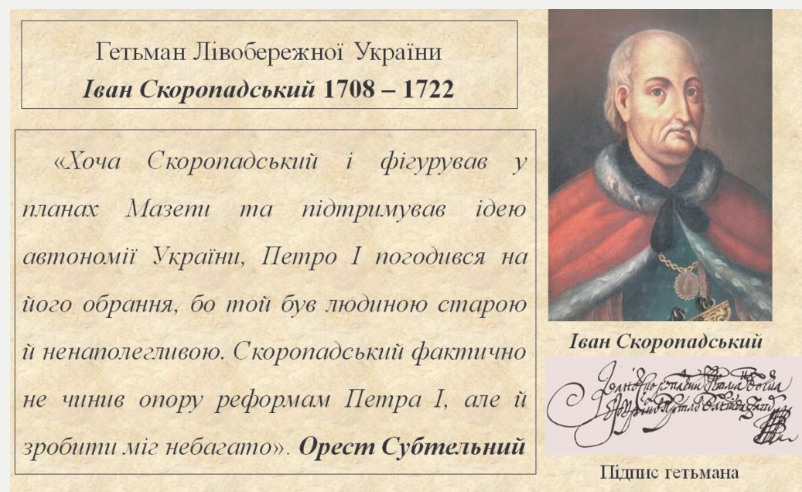 Гетьман Лівобережної України
Іван Скоропадський 1708 – 1722
«Хоча Скоропадський і фігурував у
планах Мазепи та підтримував ідею
автономії України, Петро І погодився на
його обрання, бо той був людиною старою
й ненаполегливою. Скоропадський фактично
не чинив опору реформам Петра І, але й
зробити міг небагато». Орест Субтельний
Іван Скоропадський
Підпис гетьмана